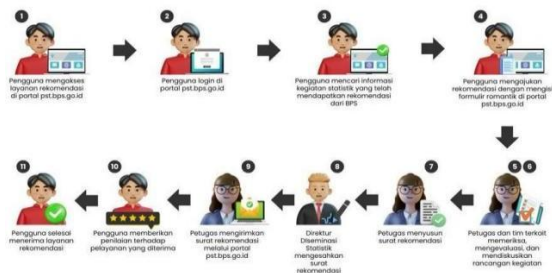 1
Pengguna mengakses
layanan rekomendasi
di portal pst.bps.go.id
2
Pengguna login di
portal pst.bps.go.id
3
Pengguna mencari informasi
kegiatan statistik yang telah
mendapatkan rekomendasi
dari BPS
4
Pengguna mengajukan
rekomendasi dengan mengisi
formulir romantik di portal
pst.bps.go.id
5 6
Petugas dan tim terkait
memeriksa,
mengevaluasi, dan
mendiskusikan
rancangan kegiatan
7
Petugas menyusun
surat rekomendasi
8
Direktur
Diseminasi
Statistik
mengesahkan
surat
rekomendasi
9
Petugas mengirimkan
surat rekomendasi
melalui portal
pst.bps.go.id
10
Pengguna memberikan
penilaian terhadap
pelayanan yang diterima
11
Pengguna selesai
menerima layanan
rekomendasi